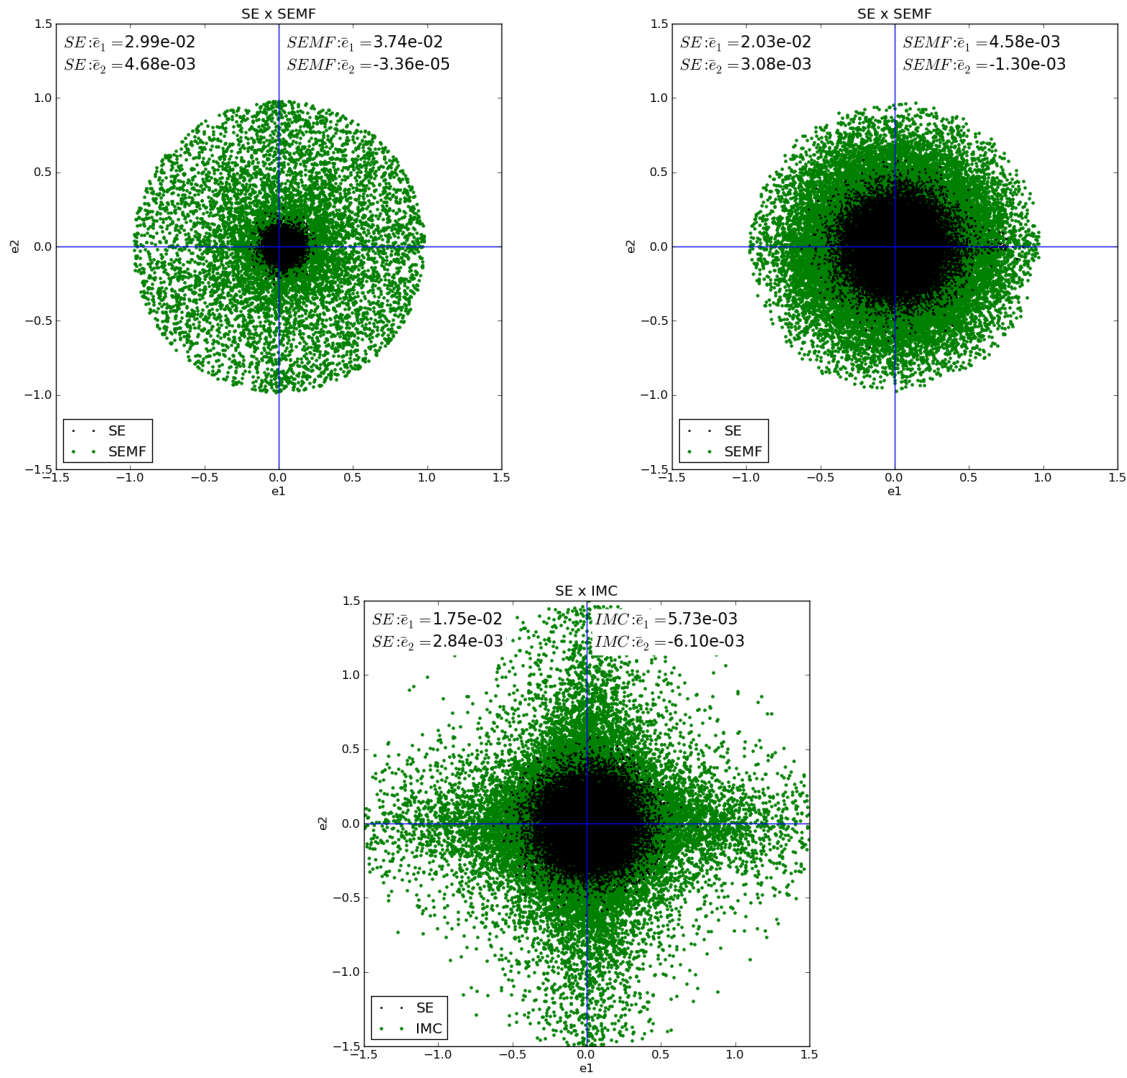 SE x SEMF
SE:ē₁ =2.99e-02 SEMF:ē₁ =3.74e-02
SE:ē₂ =4.68e-03 SEMF:ē₂ =-3.36e-05
1.5
1.0
0.5
0.0
−0.5
−1.0
−1.5
e2
SE
SEMF
−1.5 −1.0 −0.5 0.0 0.5 1.0 1.5
e1
SE x SEMF
SE:ē₁ =2.03e-02 SEMF:ē₁ =4.58e-03
SE:ē₂ =3.08e-03 SEMF:ē₂ =-1.30e-03
1.5
1.0
0.5
0.0
−0.5
−1.0
−1.5
e2
SE
SEMF
−1.5 −1.0 −0.5 0.0 0.5 1.0 1.5
e1
SE x IMC
SE:ē₁ =1.75e-02 IMC:ē₁ =5.73e-03
SE:ē₂ =2.84e-03 IMC:ē₂ =-6.10e-03
1.5
1.0
0.5
0.0
−0.5
−1.0
−1.5
e2
SE
IMC
−1.5 −1.0 −0.5 0.0 0.5 1.0 1.5
e1